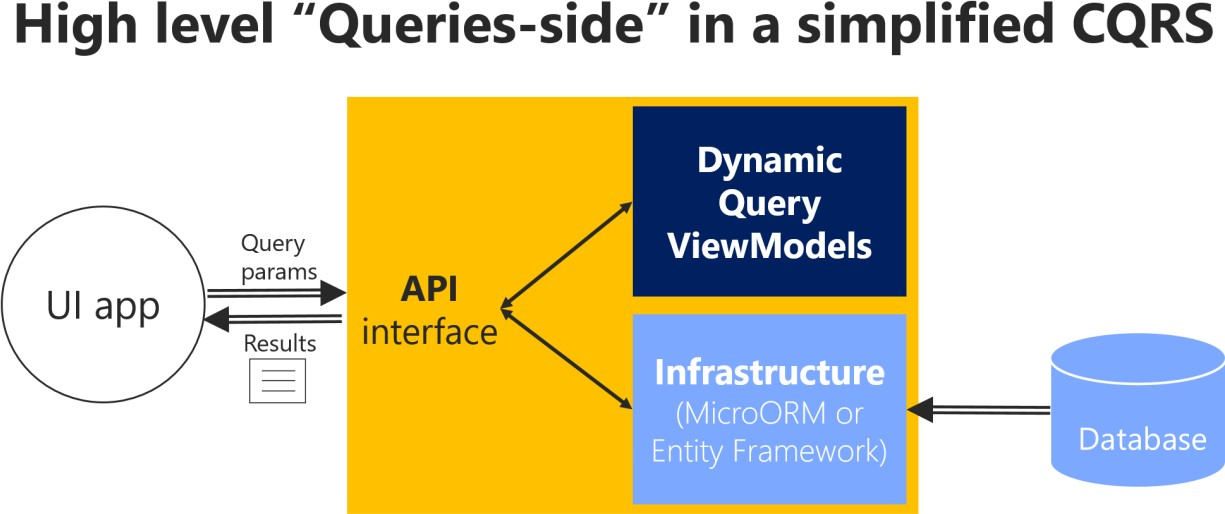 High level “Queries-side” in a simplified CQRS
Query
params
UI app
Results
API
interface
Dynamic
Query
ViewModels
Infrastructure
(MicroORM or
Entity Framework)
Database